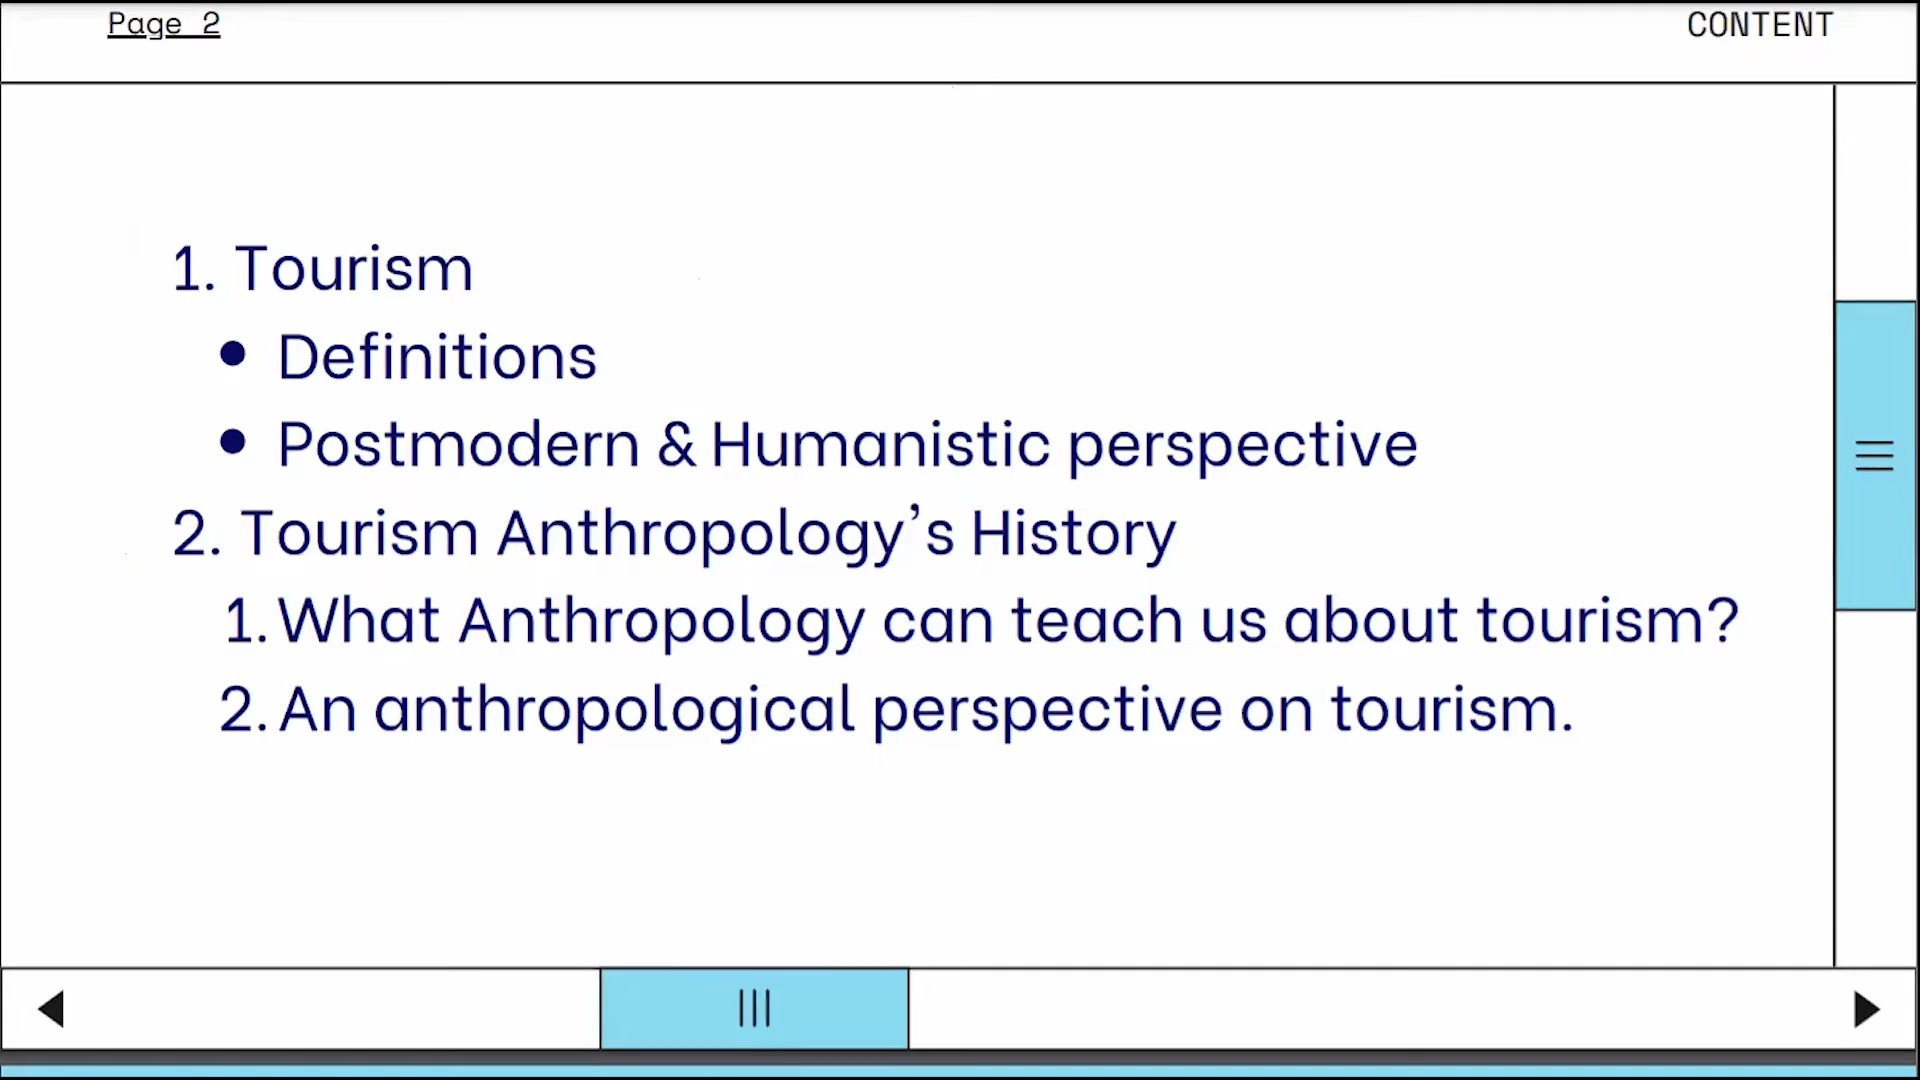 Page 2
CONTENT
1. Tourism
• Definitions
• Postmodern & Humanistic perspective
2. Tourism Anthropology's History
1. What Anthropology can teach us about tourism?
2. An anthropological perspective on tourism.